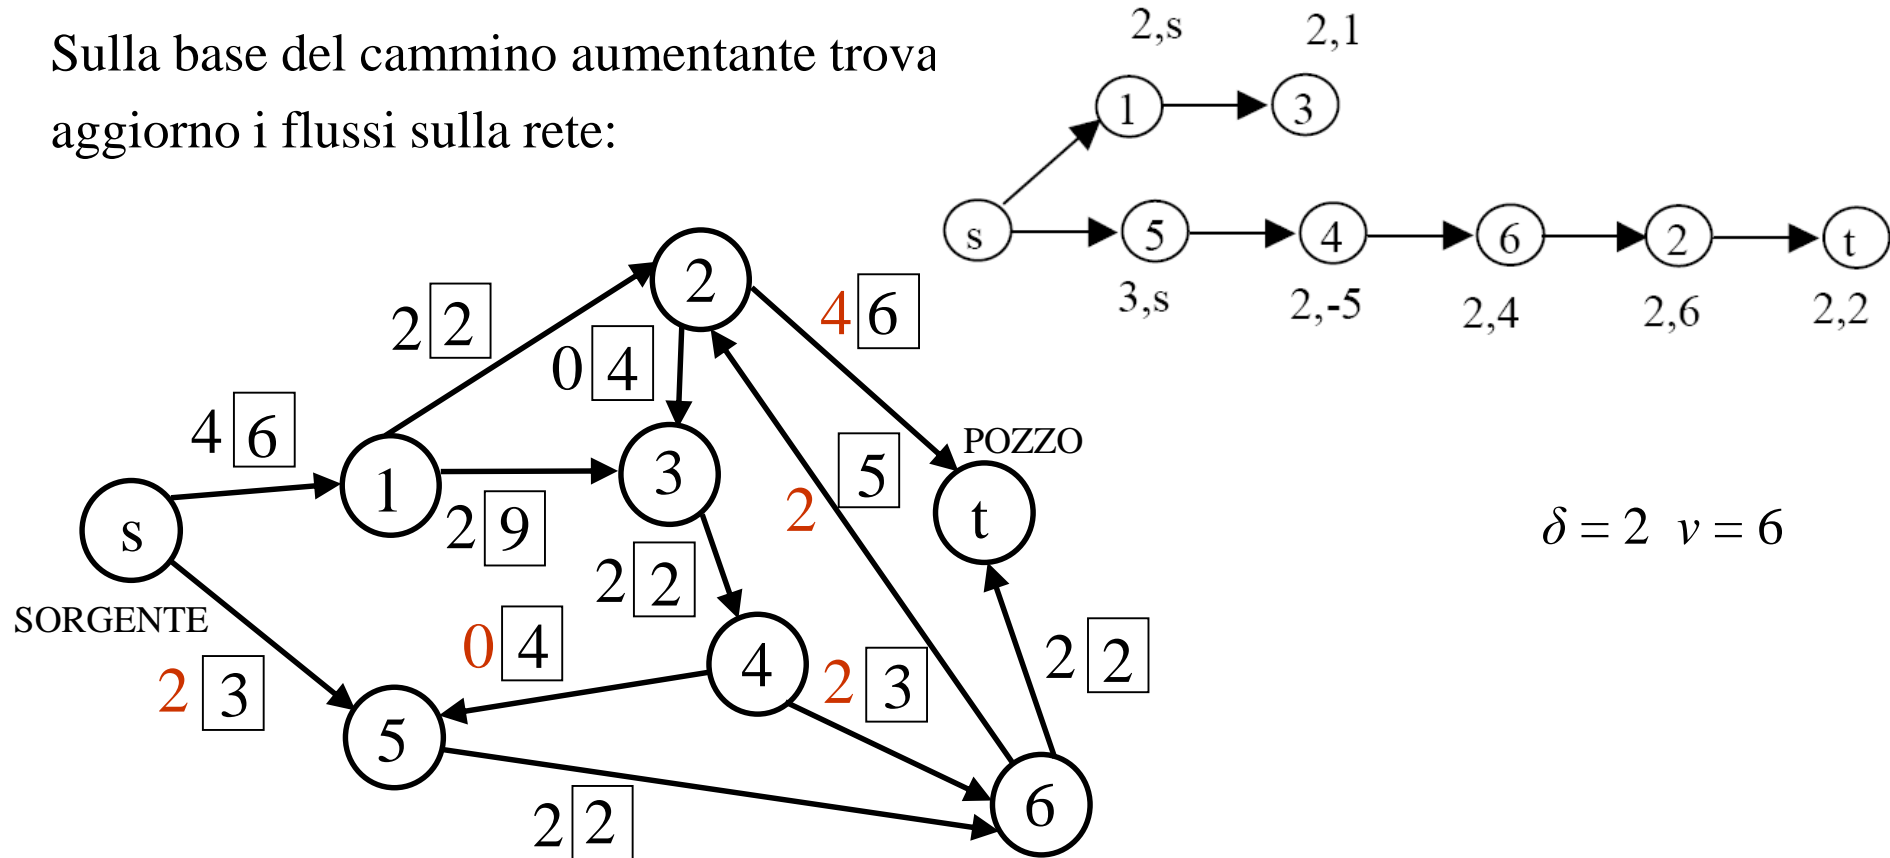 Sulla base del cammino aumentante trova
aggiorno i flussi sulla rete:
2,s 2,1
1 3
s 5 4 6 2 t
3,s 2,-5 2,4 2,6 2,2
2
4 6
2 2
0 4
4 6
POZZO
5
1 3
2 9
2
t
s
δ = 2 v = 6
2 2
SORGENTE
0 4
4
2 3
2 2
2 3
5
6
2 2